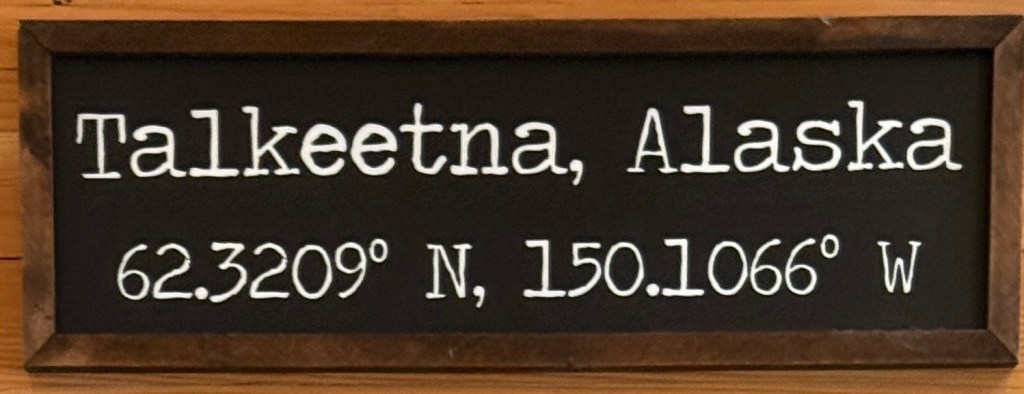 Talkeetna, Alaska
62.3209° N, 150.1066° W